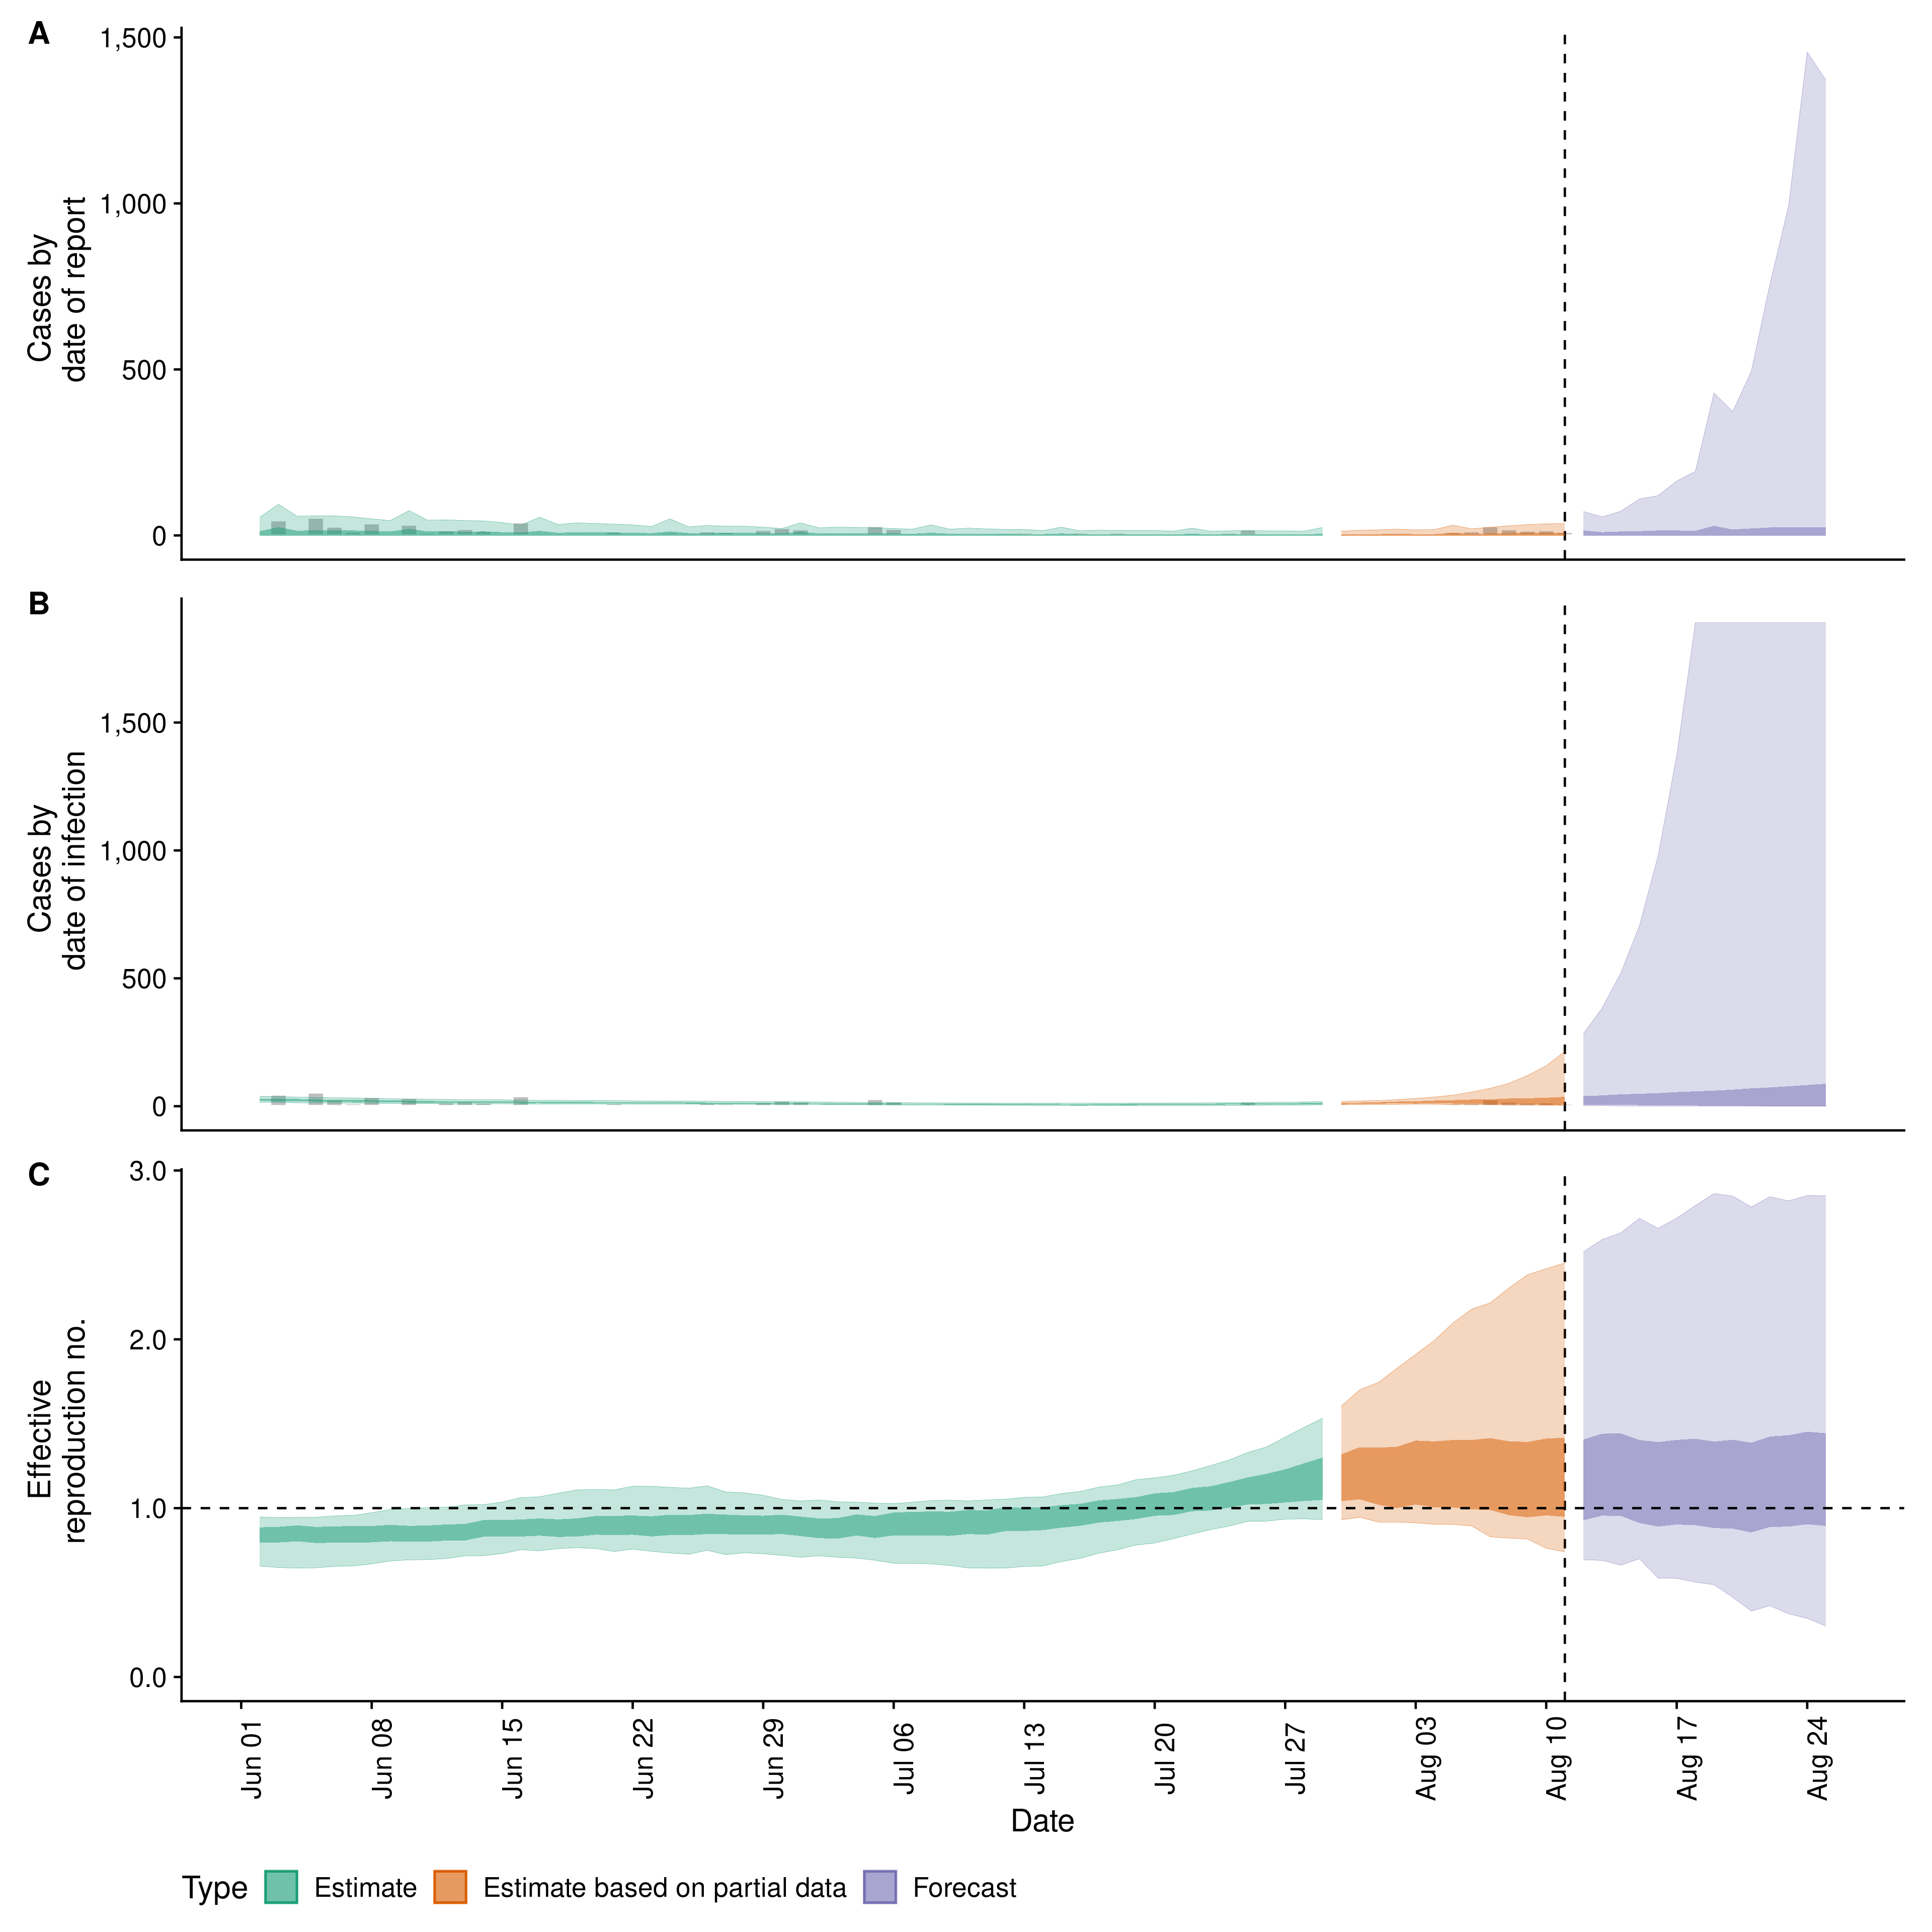 A
1,500
1,000
500
0
Cases by
date of report
B
1,500
1,000
500
0
Cases by
date of infection
C
3.0
2.0
1.0
0.0
Effective
reproduction no.
Jun 01
Jun 08
Jun 15
Jun 22
Jun 29
Jul 06
Jul 13
Jul 20
Jul 27
Aug 03
Aug 10
Aug 17
Aug 24
Date
Type Estimate Estimate based on partial data Forecast